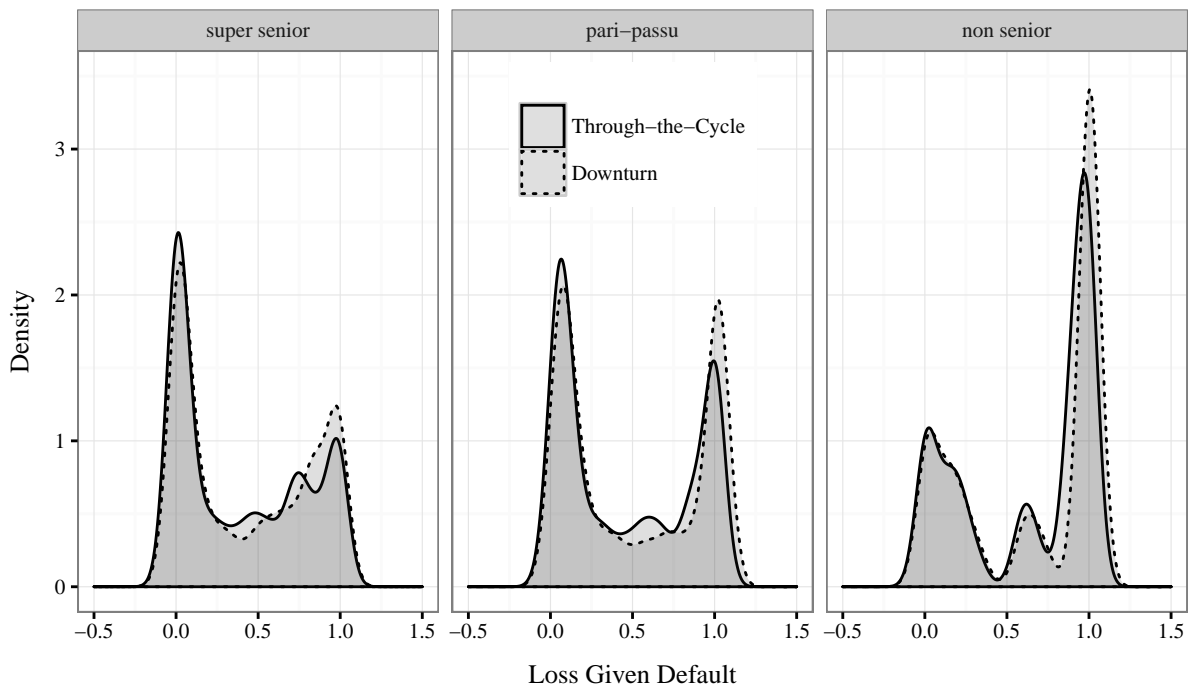 super senior
pari−passu
non senior
Through−the−Cycle
Downturn
3
2
1
0
Density
−0.5 0.0 0.5 1.0 1.5
−0.5 0.0 0.5 1.0 1.5
−0.5 0.0 0.5 1.0 1.5
Loss Given Default